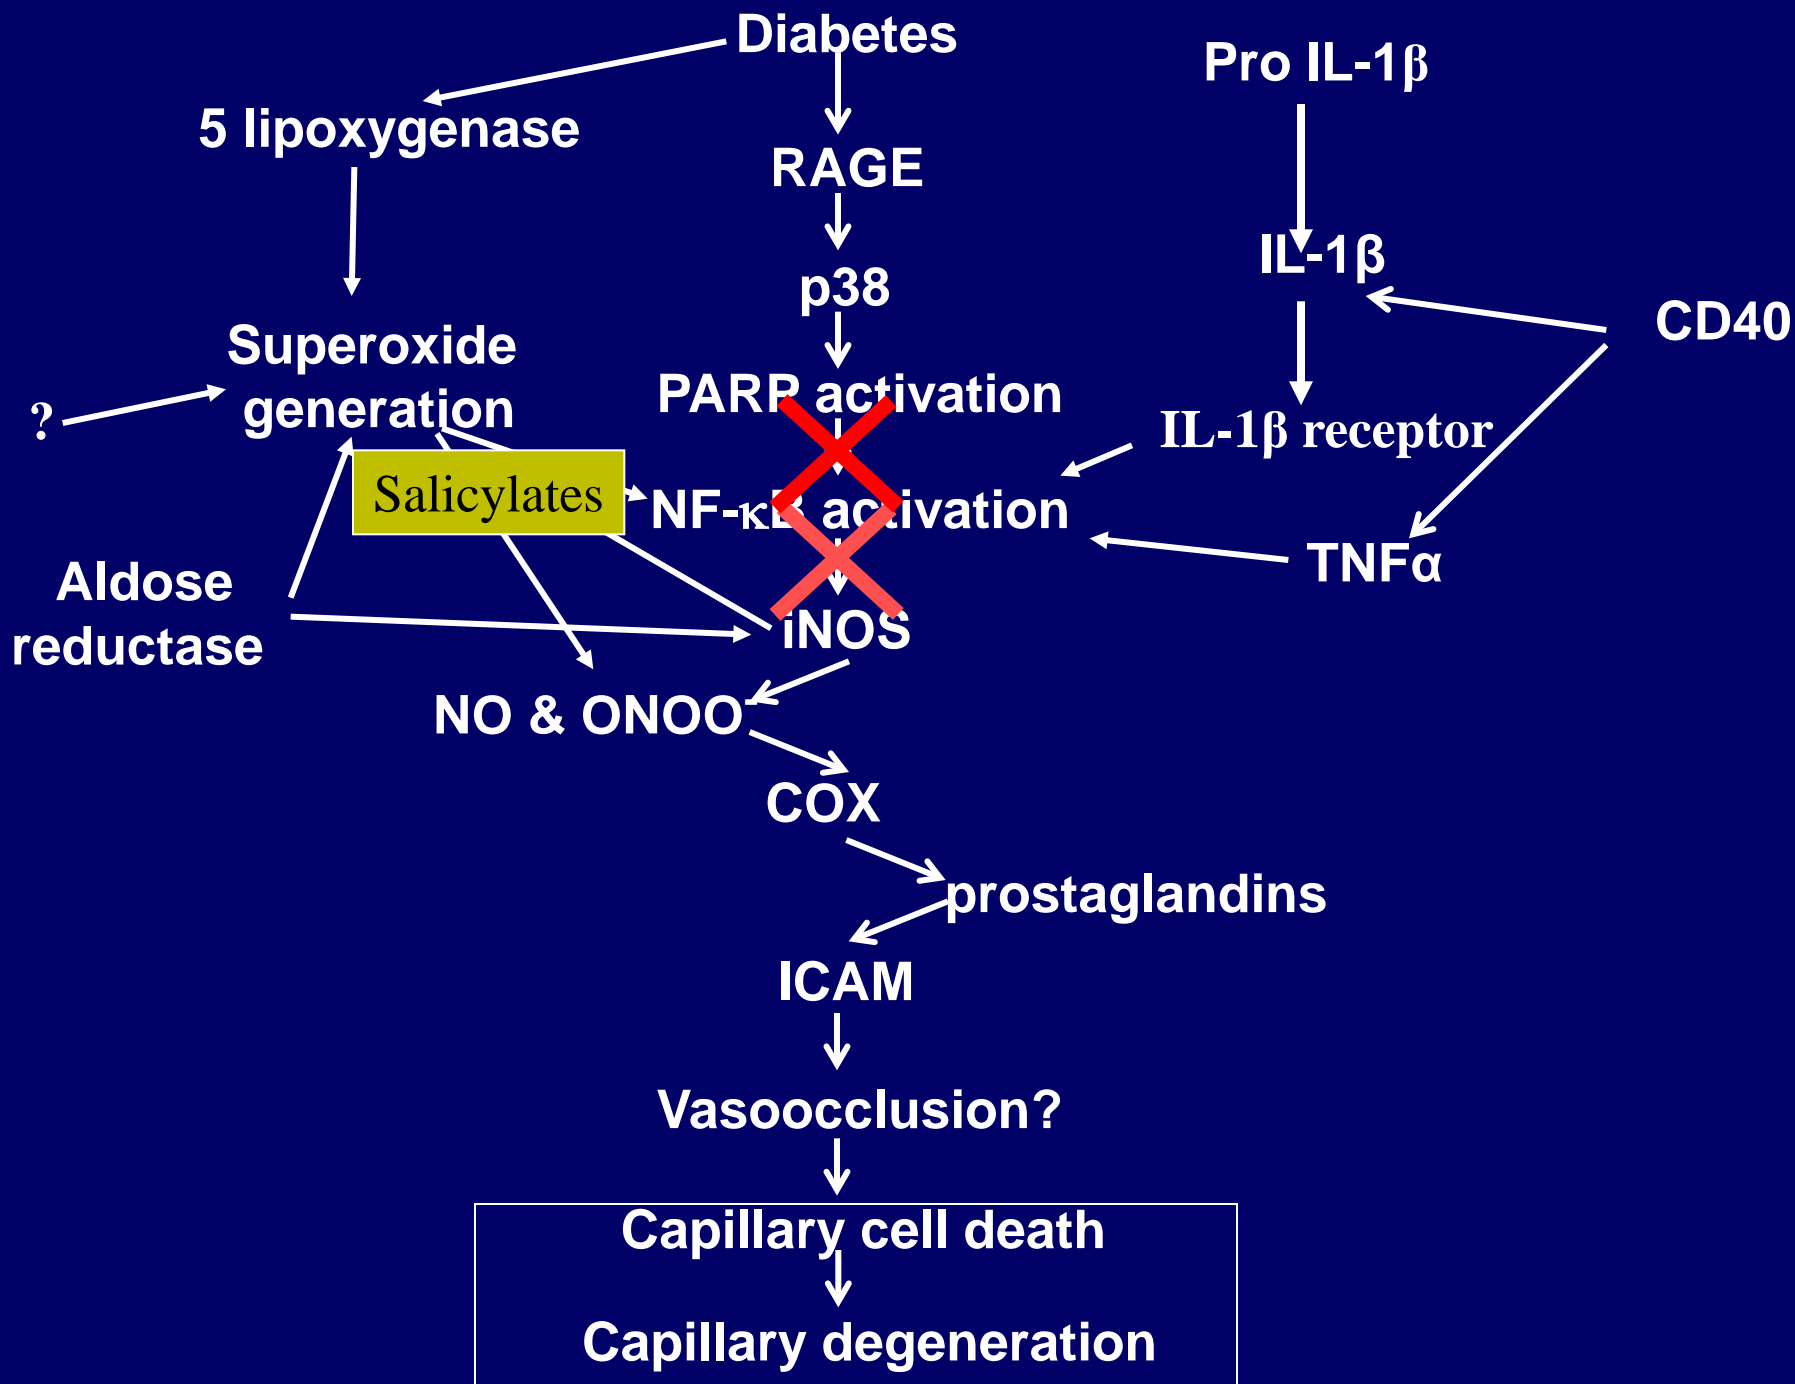 Diabetes
Pro IL-1β
5 lipoxygenase
RAGE
IL-1β
p38
CD40
Superoxide
generation
?
PARP activation
IL-1β receptor
Salicylates
NF-κB activation
TNFα
Aldose
reductase
iNOS
NO & ONOO⁻
COX
prostaglandins
ICAM
Vasoocclusion?
Capillary cell death
Capillary degeneration